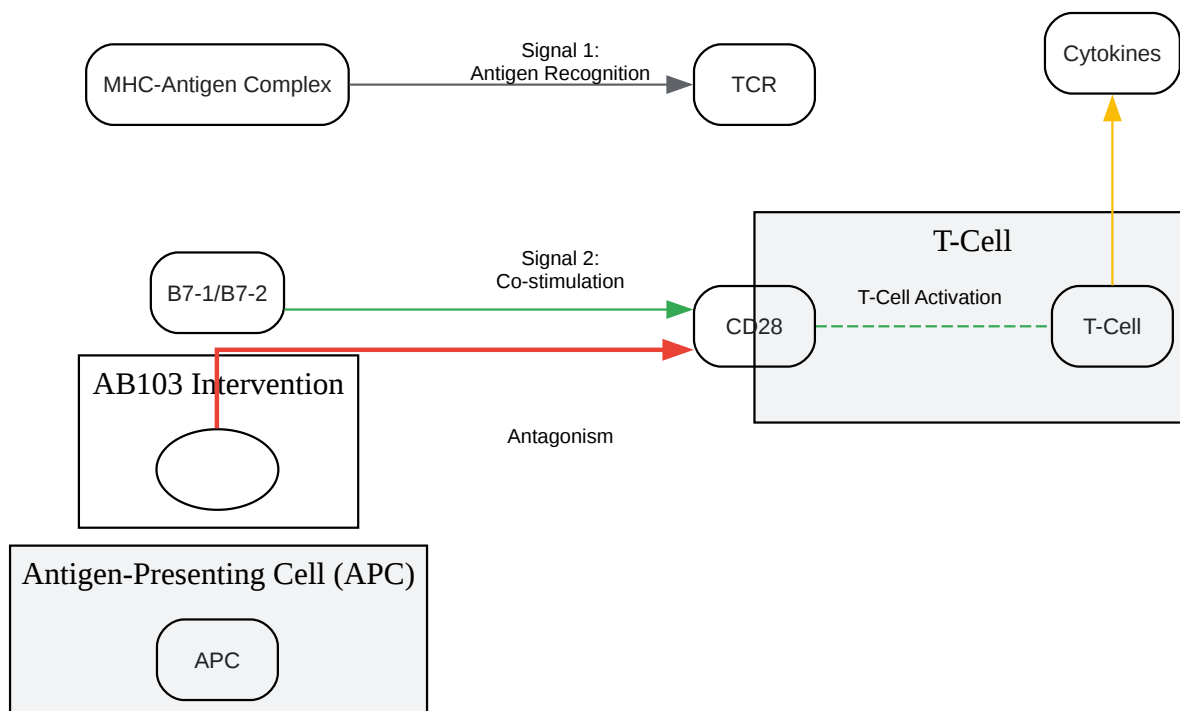 Signal 1:
Antigen Recognition
MHC-Antigen Complex
TCR
Cytokines
Signal 2:
Co-stimulation
B7-1/B7-2
T-Cell
T-Cell Activation
CD28
T-Cell
AB103 Intervention
Antagonism
Antigen-Presenting Cell (APC)
APC